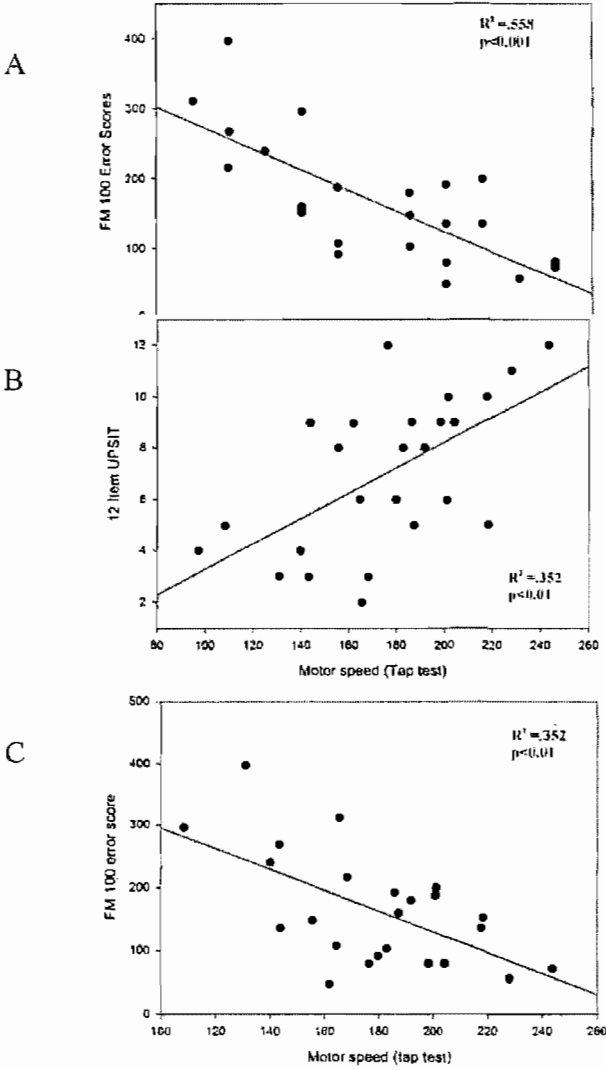 A
FM 100 Error Scores
400
300
200
100
R² =.558
p<0.001
B
12 Item UPSIT
12
10
8
6
4
2
R² =.352
p<0.01
80 100 120 140 160 180 200 220 240 260
Motor speed (Tap test)
C
FM 100 error score
500
400
300
200
100
0
R² =.352
p<0.01
100 120 140 160 180 200 220 240 260
Motor speed (tap test)